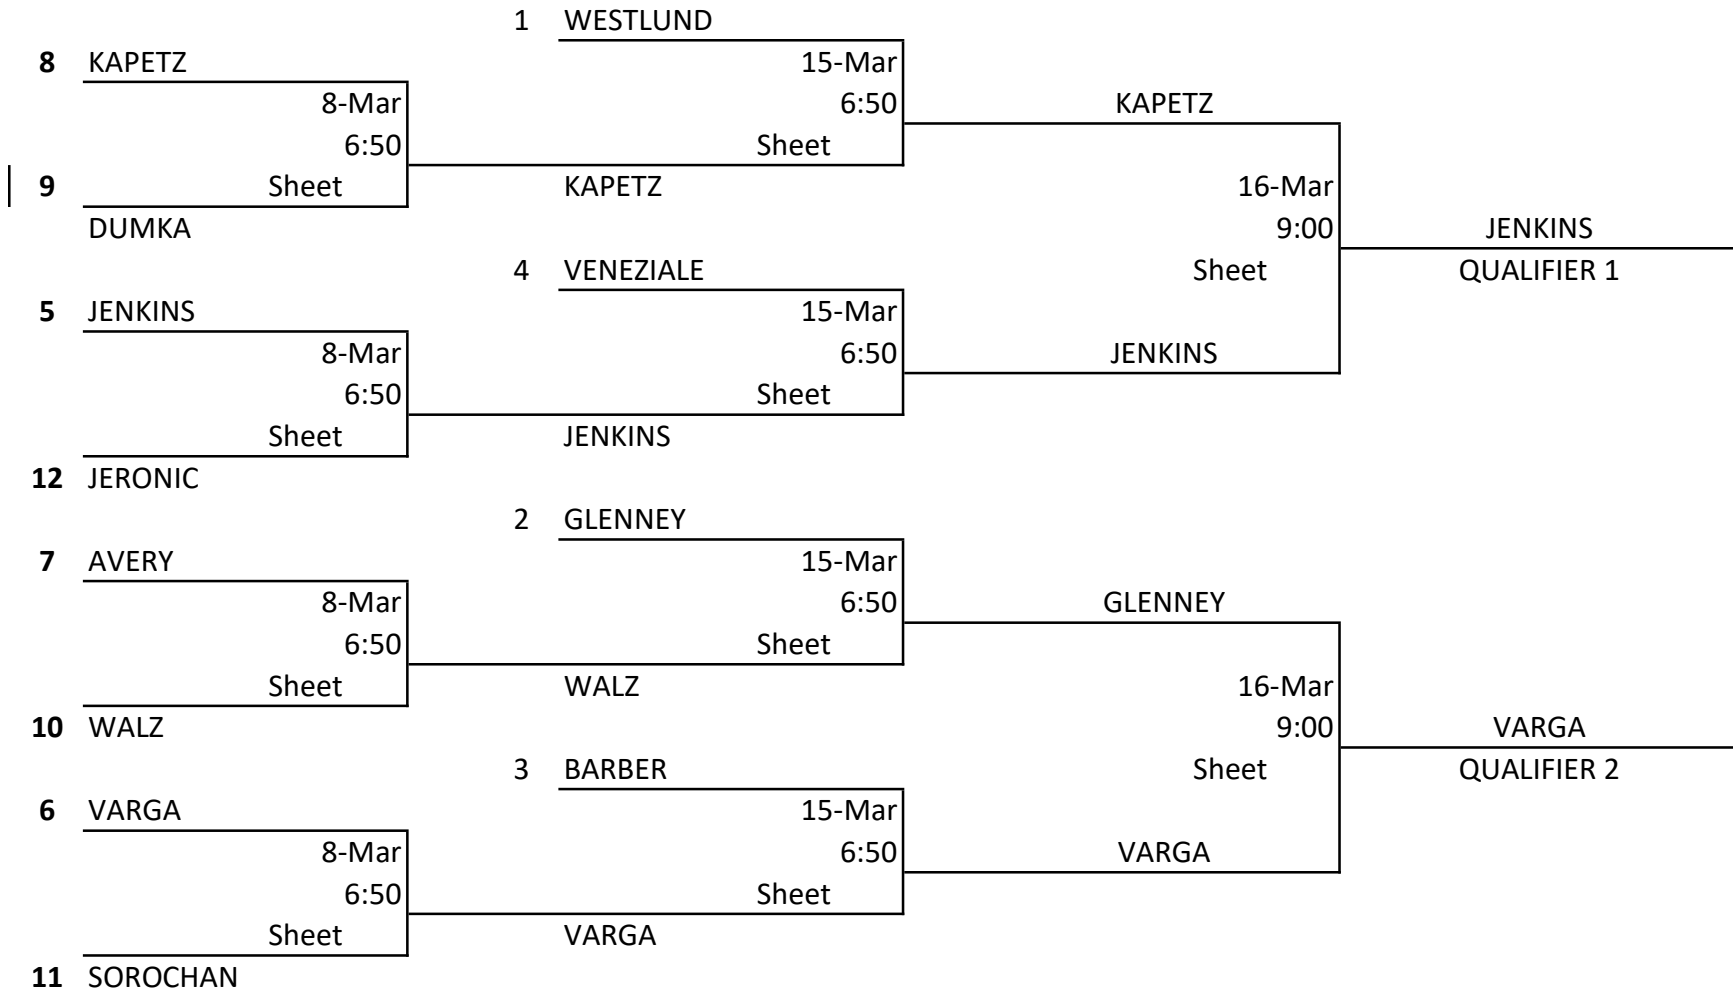 1 WESTLUND
8 KAPETZ 15-Mar
8-Mar 6:50 KAPETZ
6:50 Sheet
9 Sheet KAPETZ 16-Mar
DUMKA 9:00 JENKINS
4 VENEZIALE Sheet QUALIFIER 1
5 JENKINS 15-Mar
8-Mar 6:50 JENKINS
6:50 Sheet
Sheet JENKINS
12 JERONIC
2 GLENNEY
7 AVERY 15-Mar
8-Mar 6:50 GLENNEY
6:50 Sheet
Sheet WALZ 16-Mar
10 WALZ 9:00 VARGA
3 BARBER Sheet QUALIFIER 2
6 VARGA 15-Mar
8-Mar 6:50 VARGA
6:50 Sheet
Sheet VARGA
11 SOROCHAN